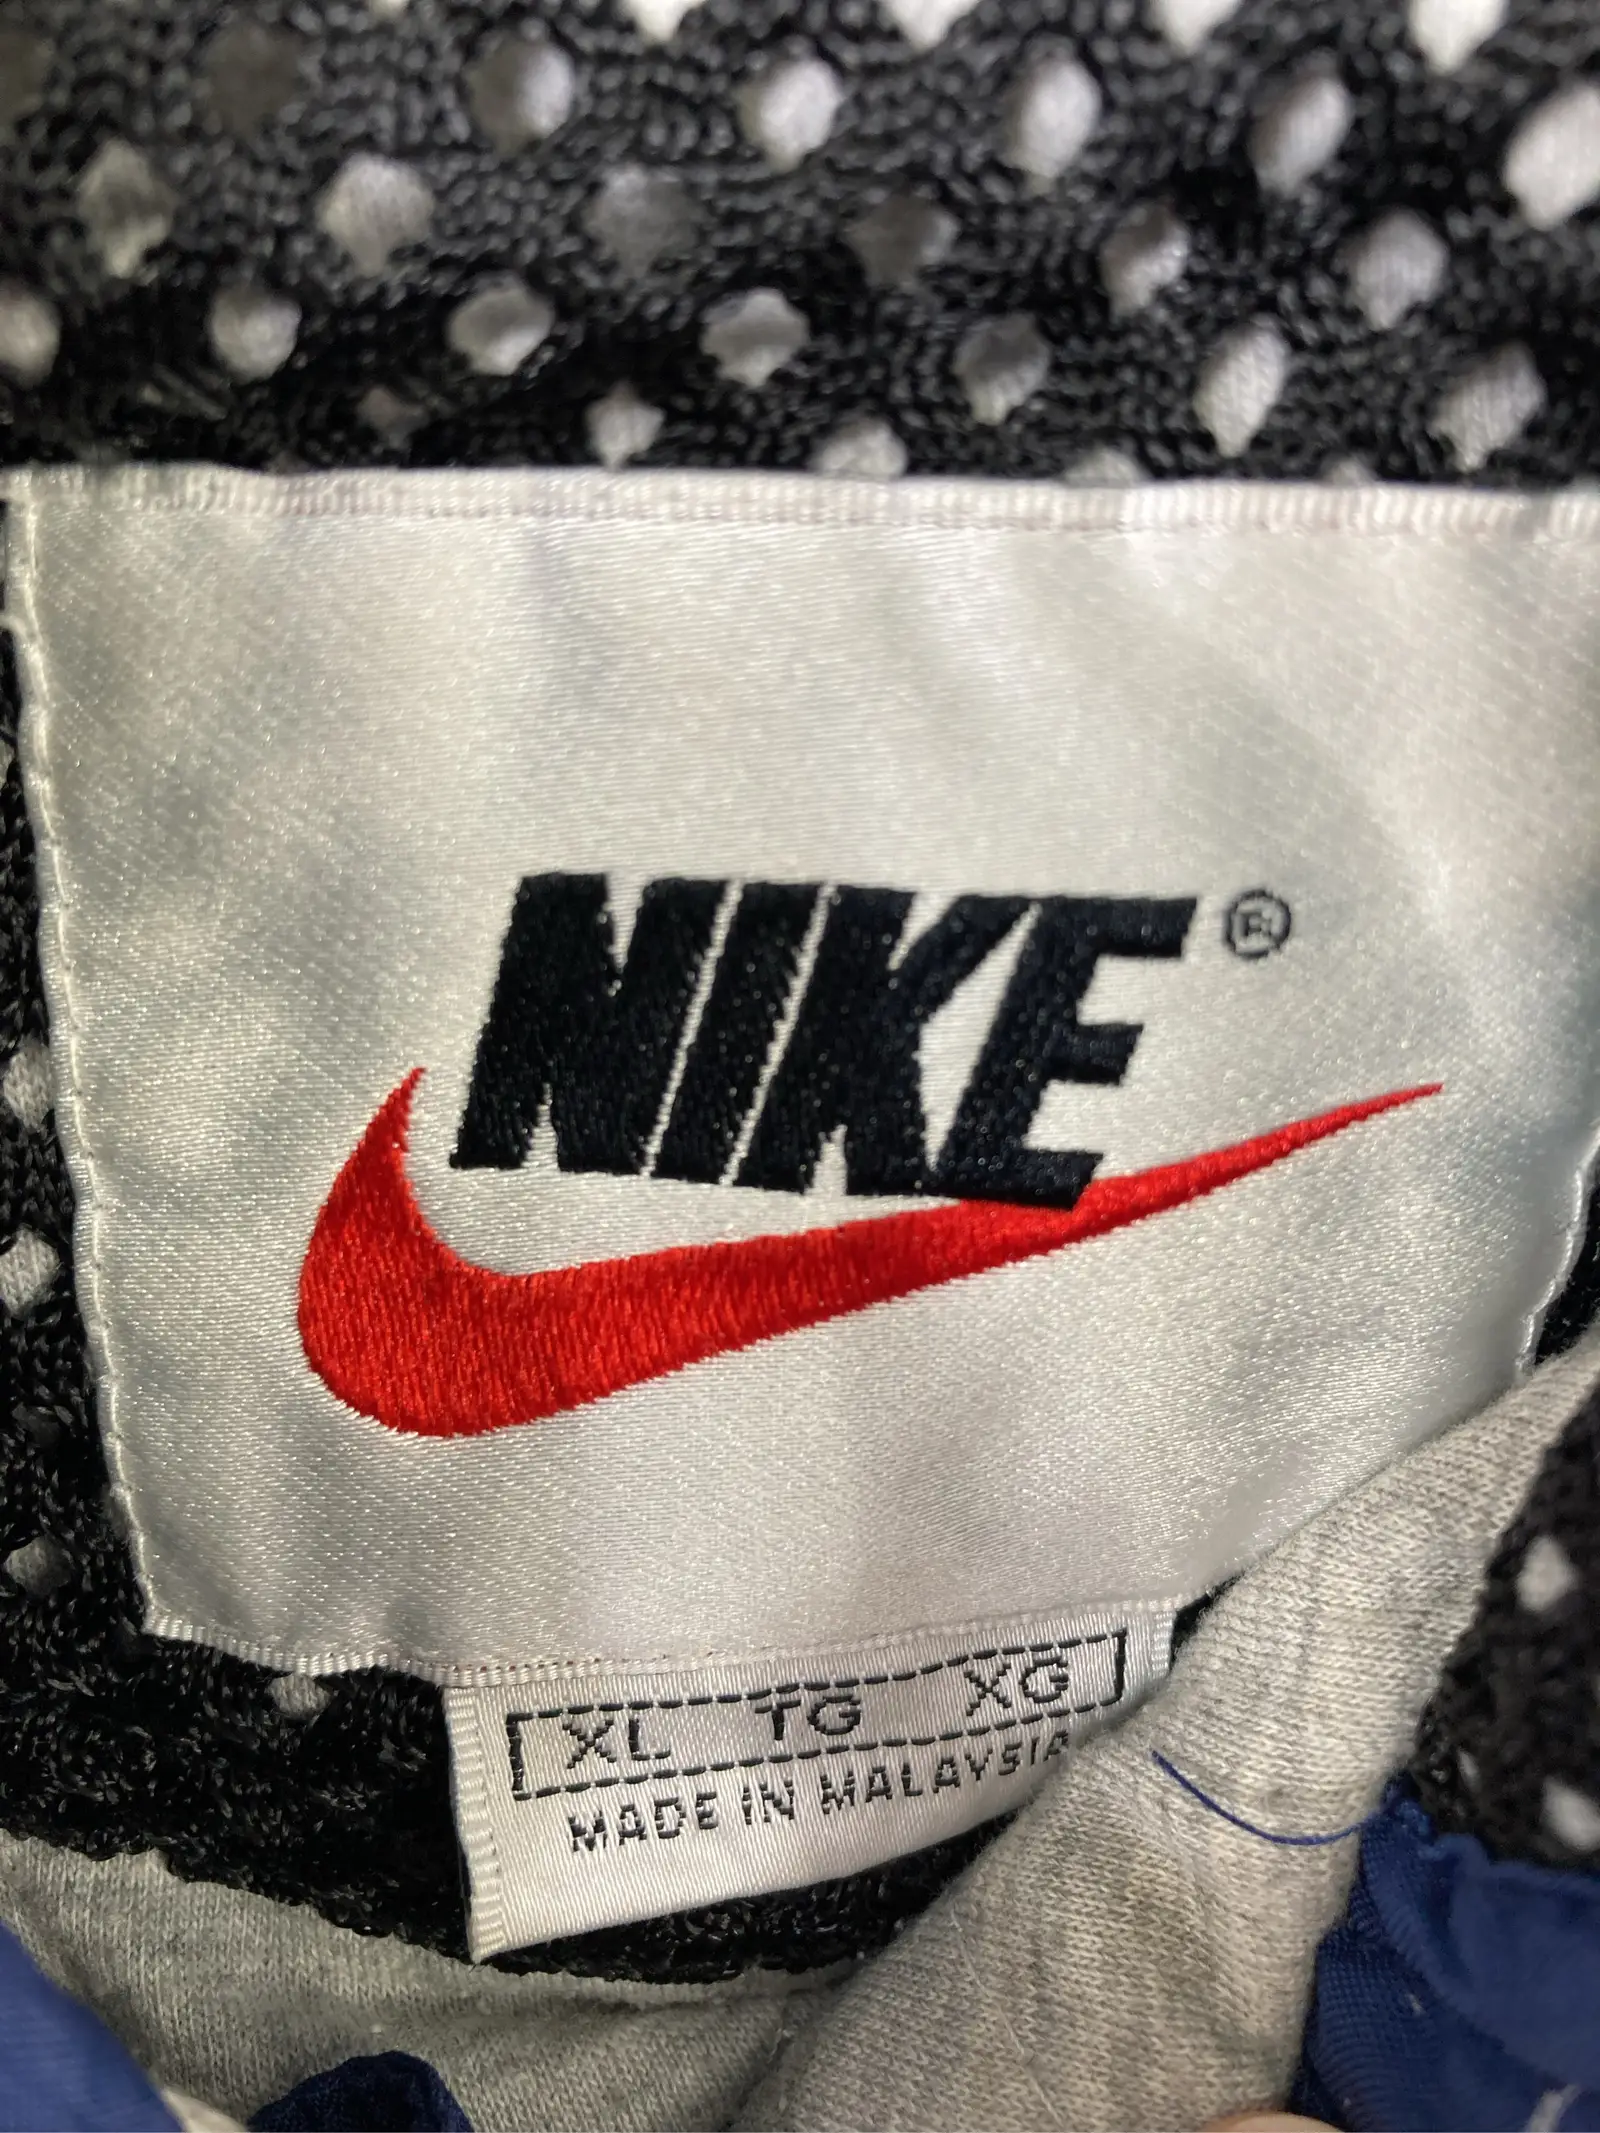 NIKE®
XL TG XG
MADE IN MALAYSIA